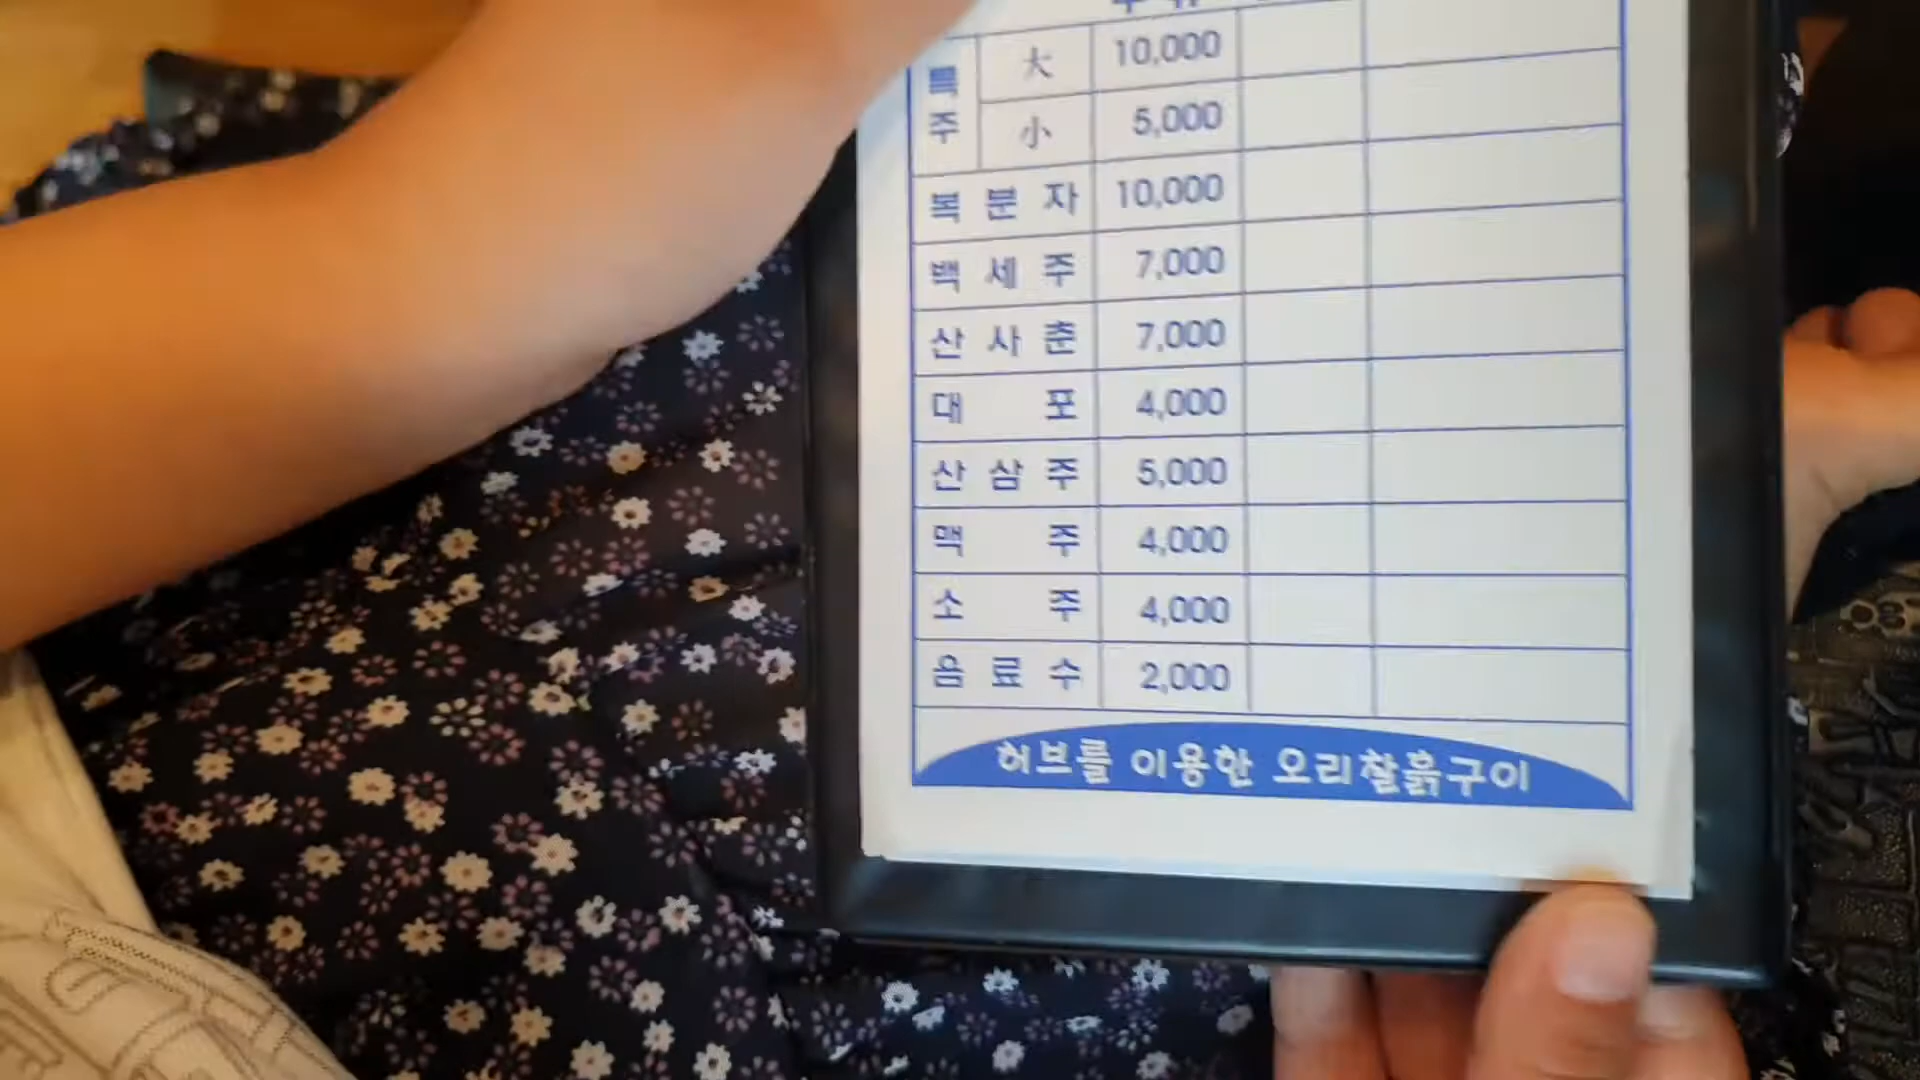 특주 大 10,000
小 5,000
복분자 10,000
백세주 7,000
산사춘 7,000
대포 4,000
산삼주 5,000
맥주 4,000
소주 4,000
음료수 2,000
허브를 이용한 오리찰흙구이